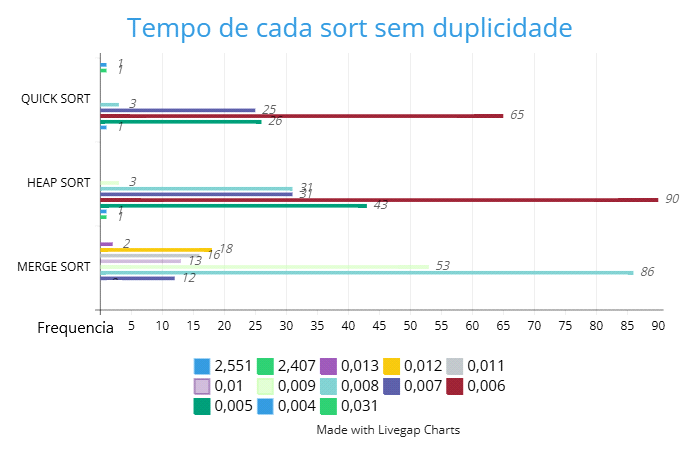 Tempo de cada sort sem duplicidade
1
1
QUICK SORT
3
25
65
26
1
HEAP SORT
3
31
31
90
43
1
1
MERGE SORT
2
18
16
13
53
86
12
Frequencia 5 10 15 20 25 30 35 40 45 50 55 60 65 70 75 80 85 90
2,551 2,407 0,013 0,012 0,011
0,01 0,009 0,008 0,007 0,006
0,005 0,004 0,031
Made with Livegap Charts